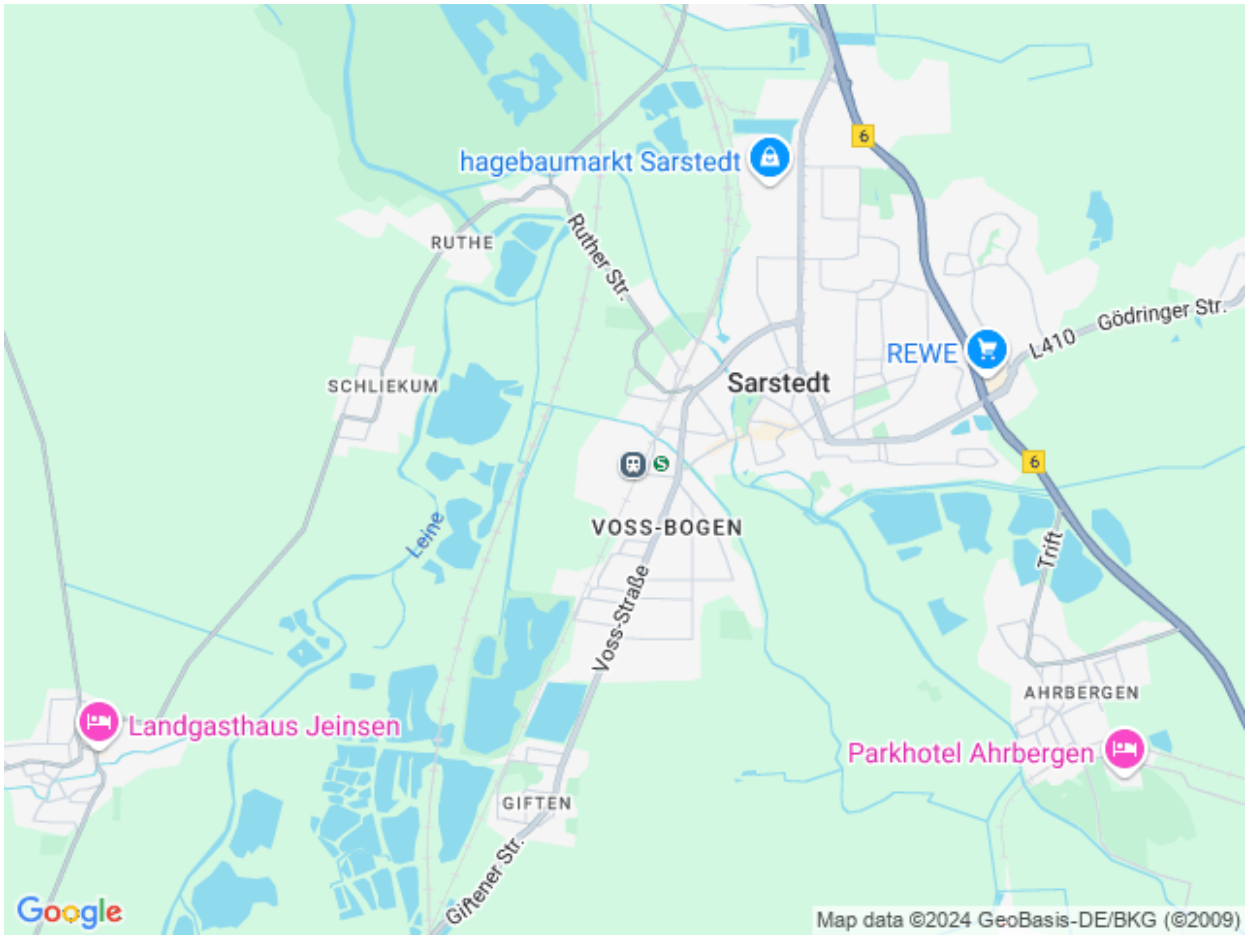 6
hagebaumarkt Sarstedt
RUTHE
Ruther Str.
Gödringer Str.
L410
REWE
SCHLIEKUM
Sarstedt
6
Leine
VOSS-BOGEN
Trift
Voss-Straße
AHRBERGEN
Landgasthaus Jeinsen
Parkhotel Ahrbergen
GIFTEN
Giftener Str.
Google
Map data ©2024 GeoBasis-DE/BKG (©2009)